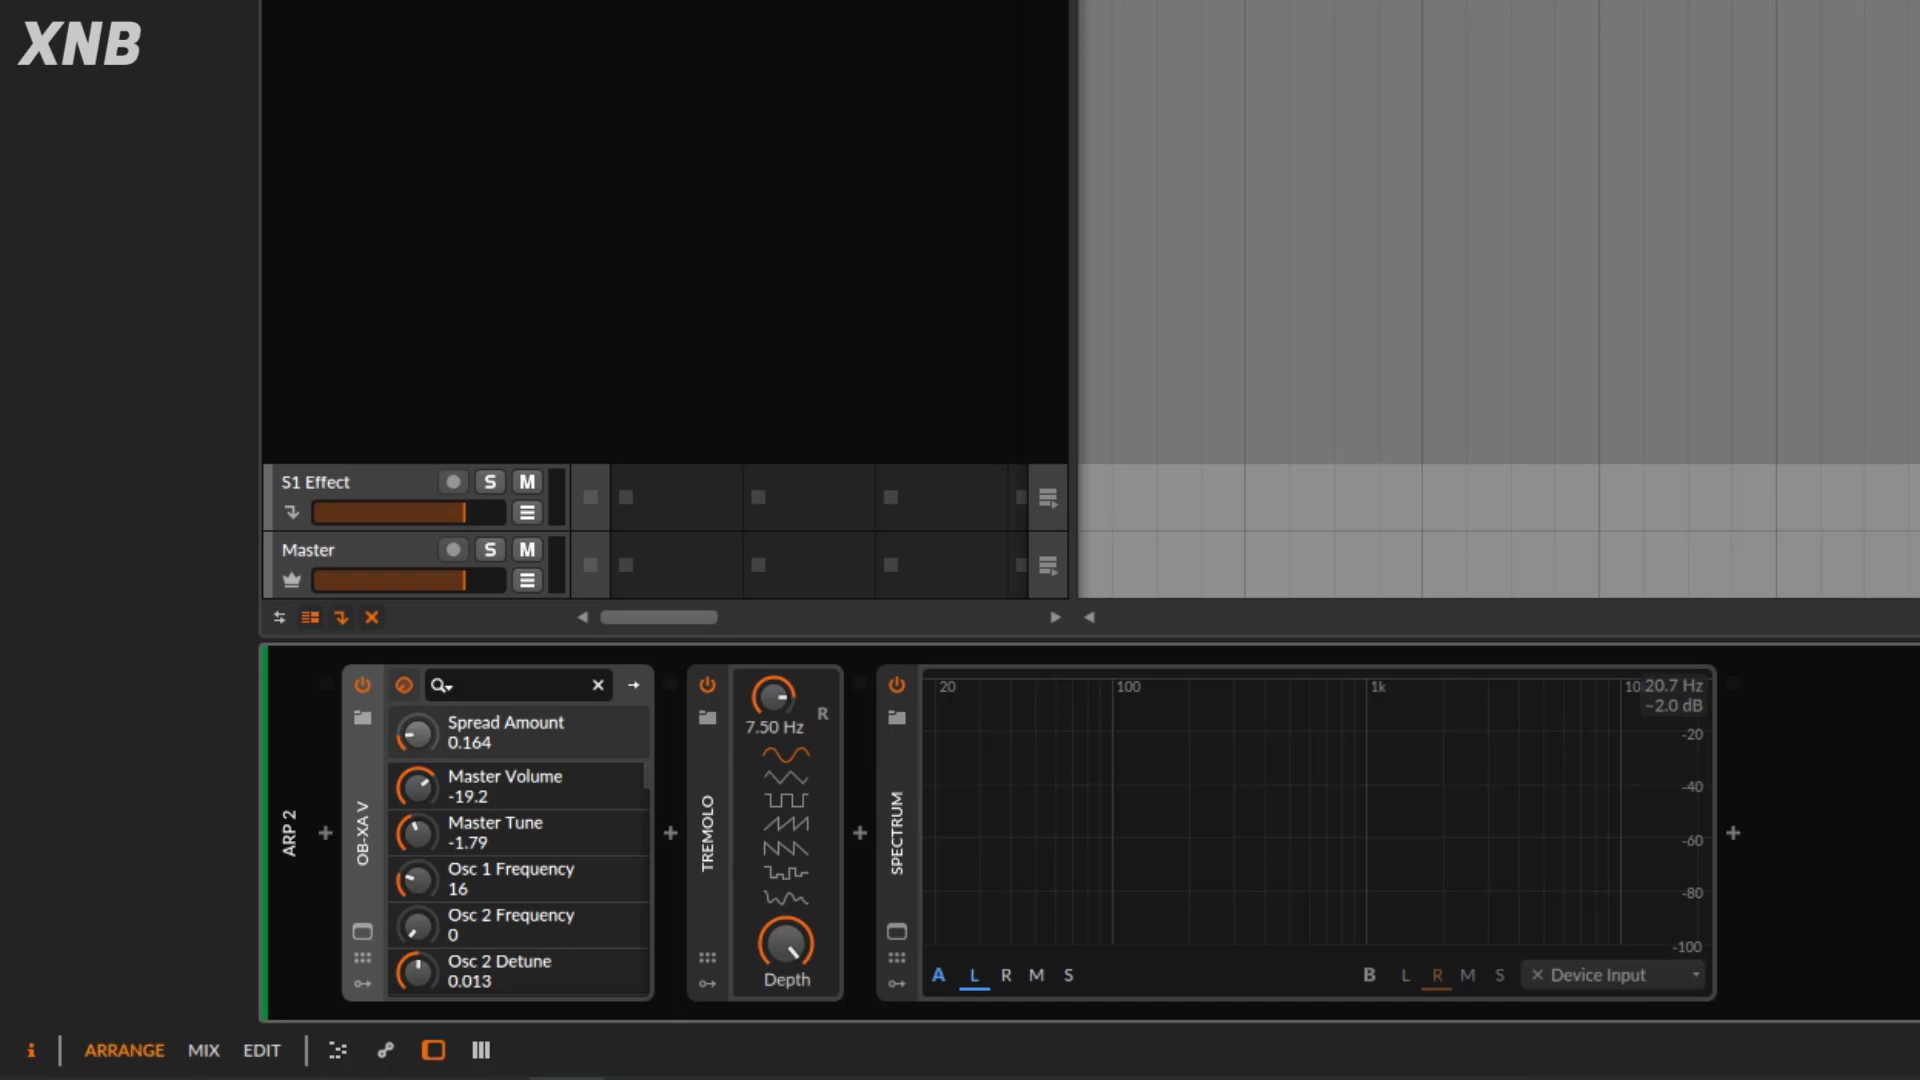 XNB
S1 Effect
S
M
Master
S
M
ARP 2
OB-XA V
Spread Amount
0.164
Master Volume
-19.2
Master Tune
-1.79
Osc 1 Frequency
16
Osc 2 Frequency
0
Osc 2 Detune
0.013
TREMOLO
7.50 Hz
R
Depth
SPECTRUM
20
100
1k
10
20.7 Hz
-2.0 dB
-20
-40
-60
-80
-100
A L R M S
B L R M S
Device Input
i
ARRANGE MIX EDIT